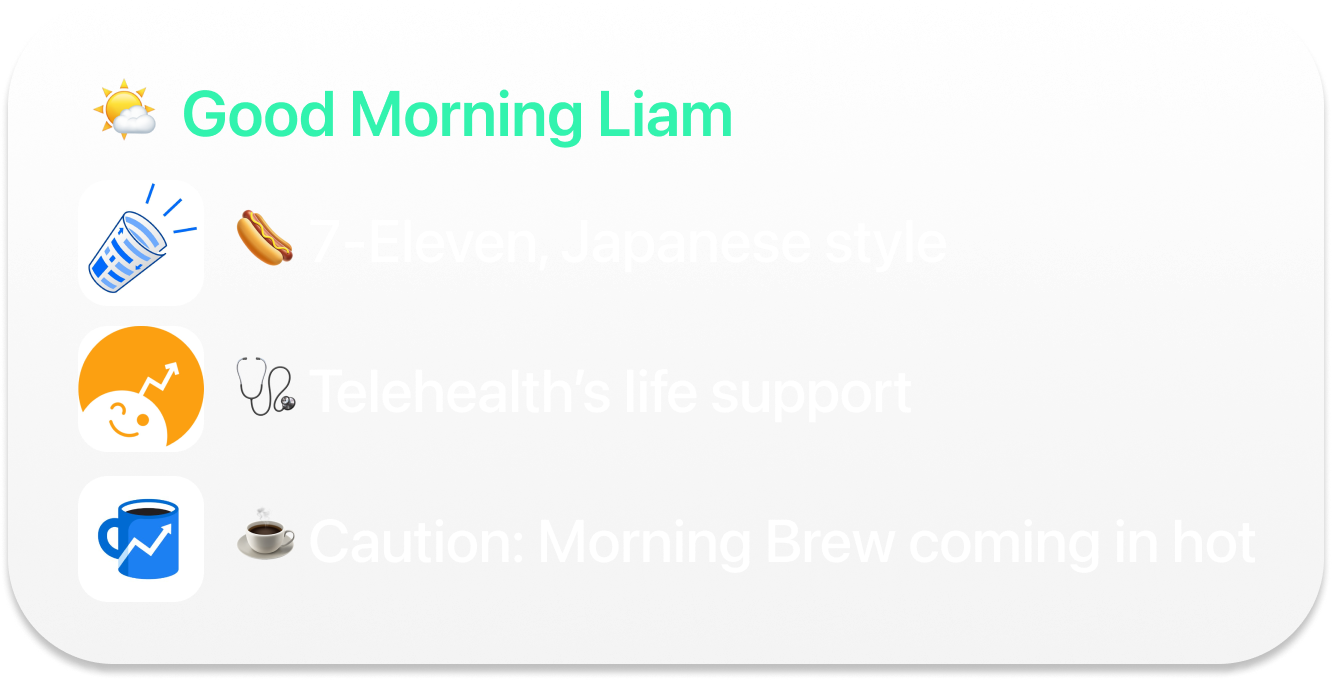 Good Morning Liam
7-Eleven, Japanese style
Telehealth's life support
Caution: Morning Brew coming in hot